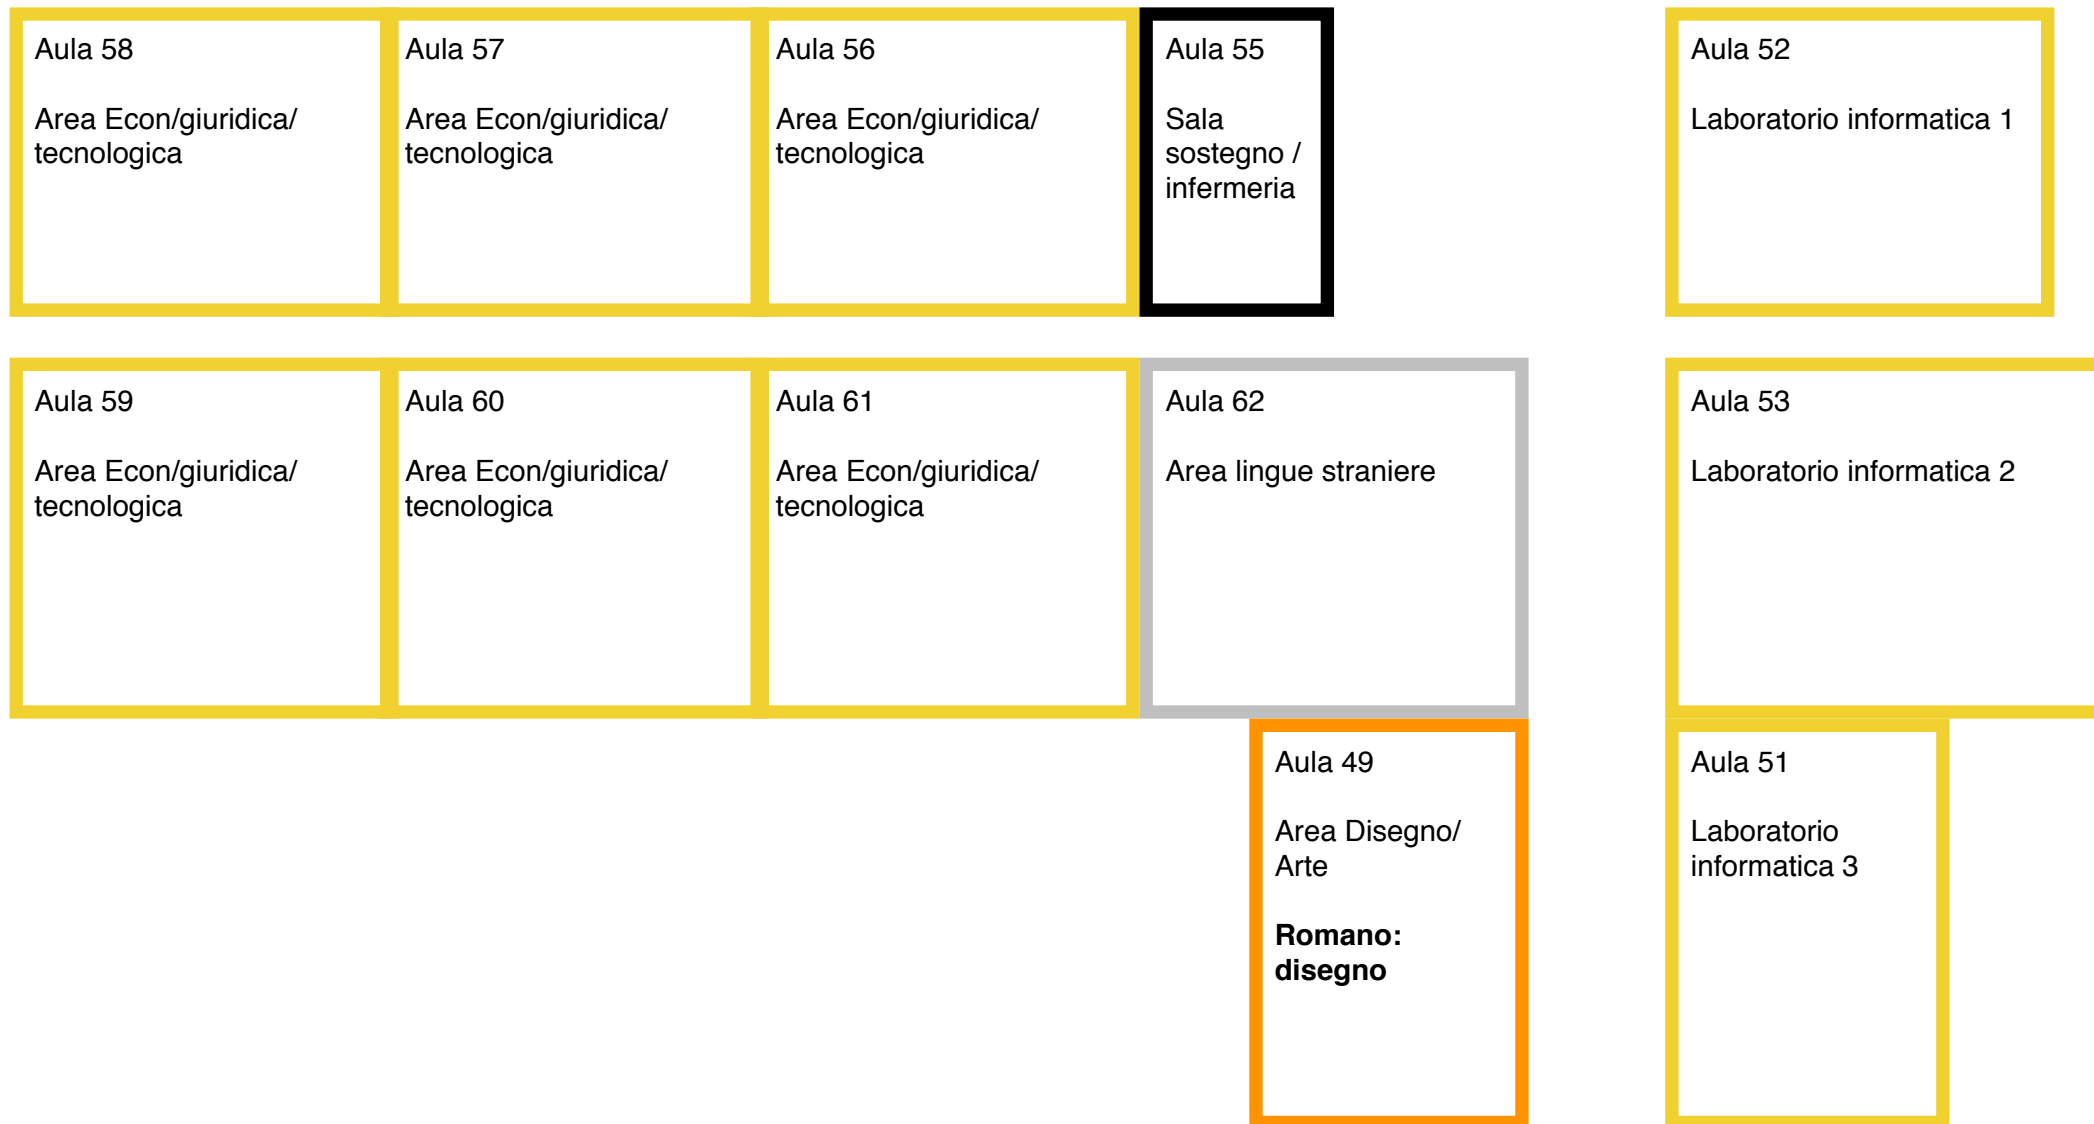 Aula 58
Area Econ/giuridica/
tecnologica
Aula 57
Area Econ/giuridica/
tecnologica
Aula 56
Area Econ/giuridica/
tecnologica
Aula 55
Sala
sostegno /
infermeria
Aula 52
Laboratorio informatica 1
Aula 59
Area Econ/giuridica/
tecnologica
Aula 60
Area Econ/giuridica/
tecnologica
Aula 61
Area Econ/giuridica/
tecnologica
Aula 62
Area lingue straniere
Aula 53
Laboratorio informatica 2
Aula 49
Area Disegno/
Arte
Romano:
disegno
Aula 51
Laboratorio
informatica 3